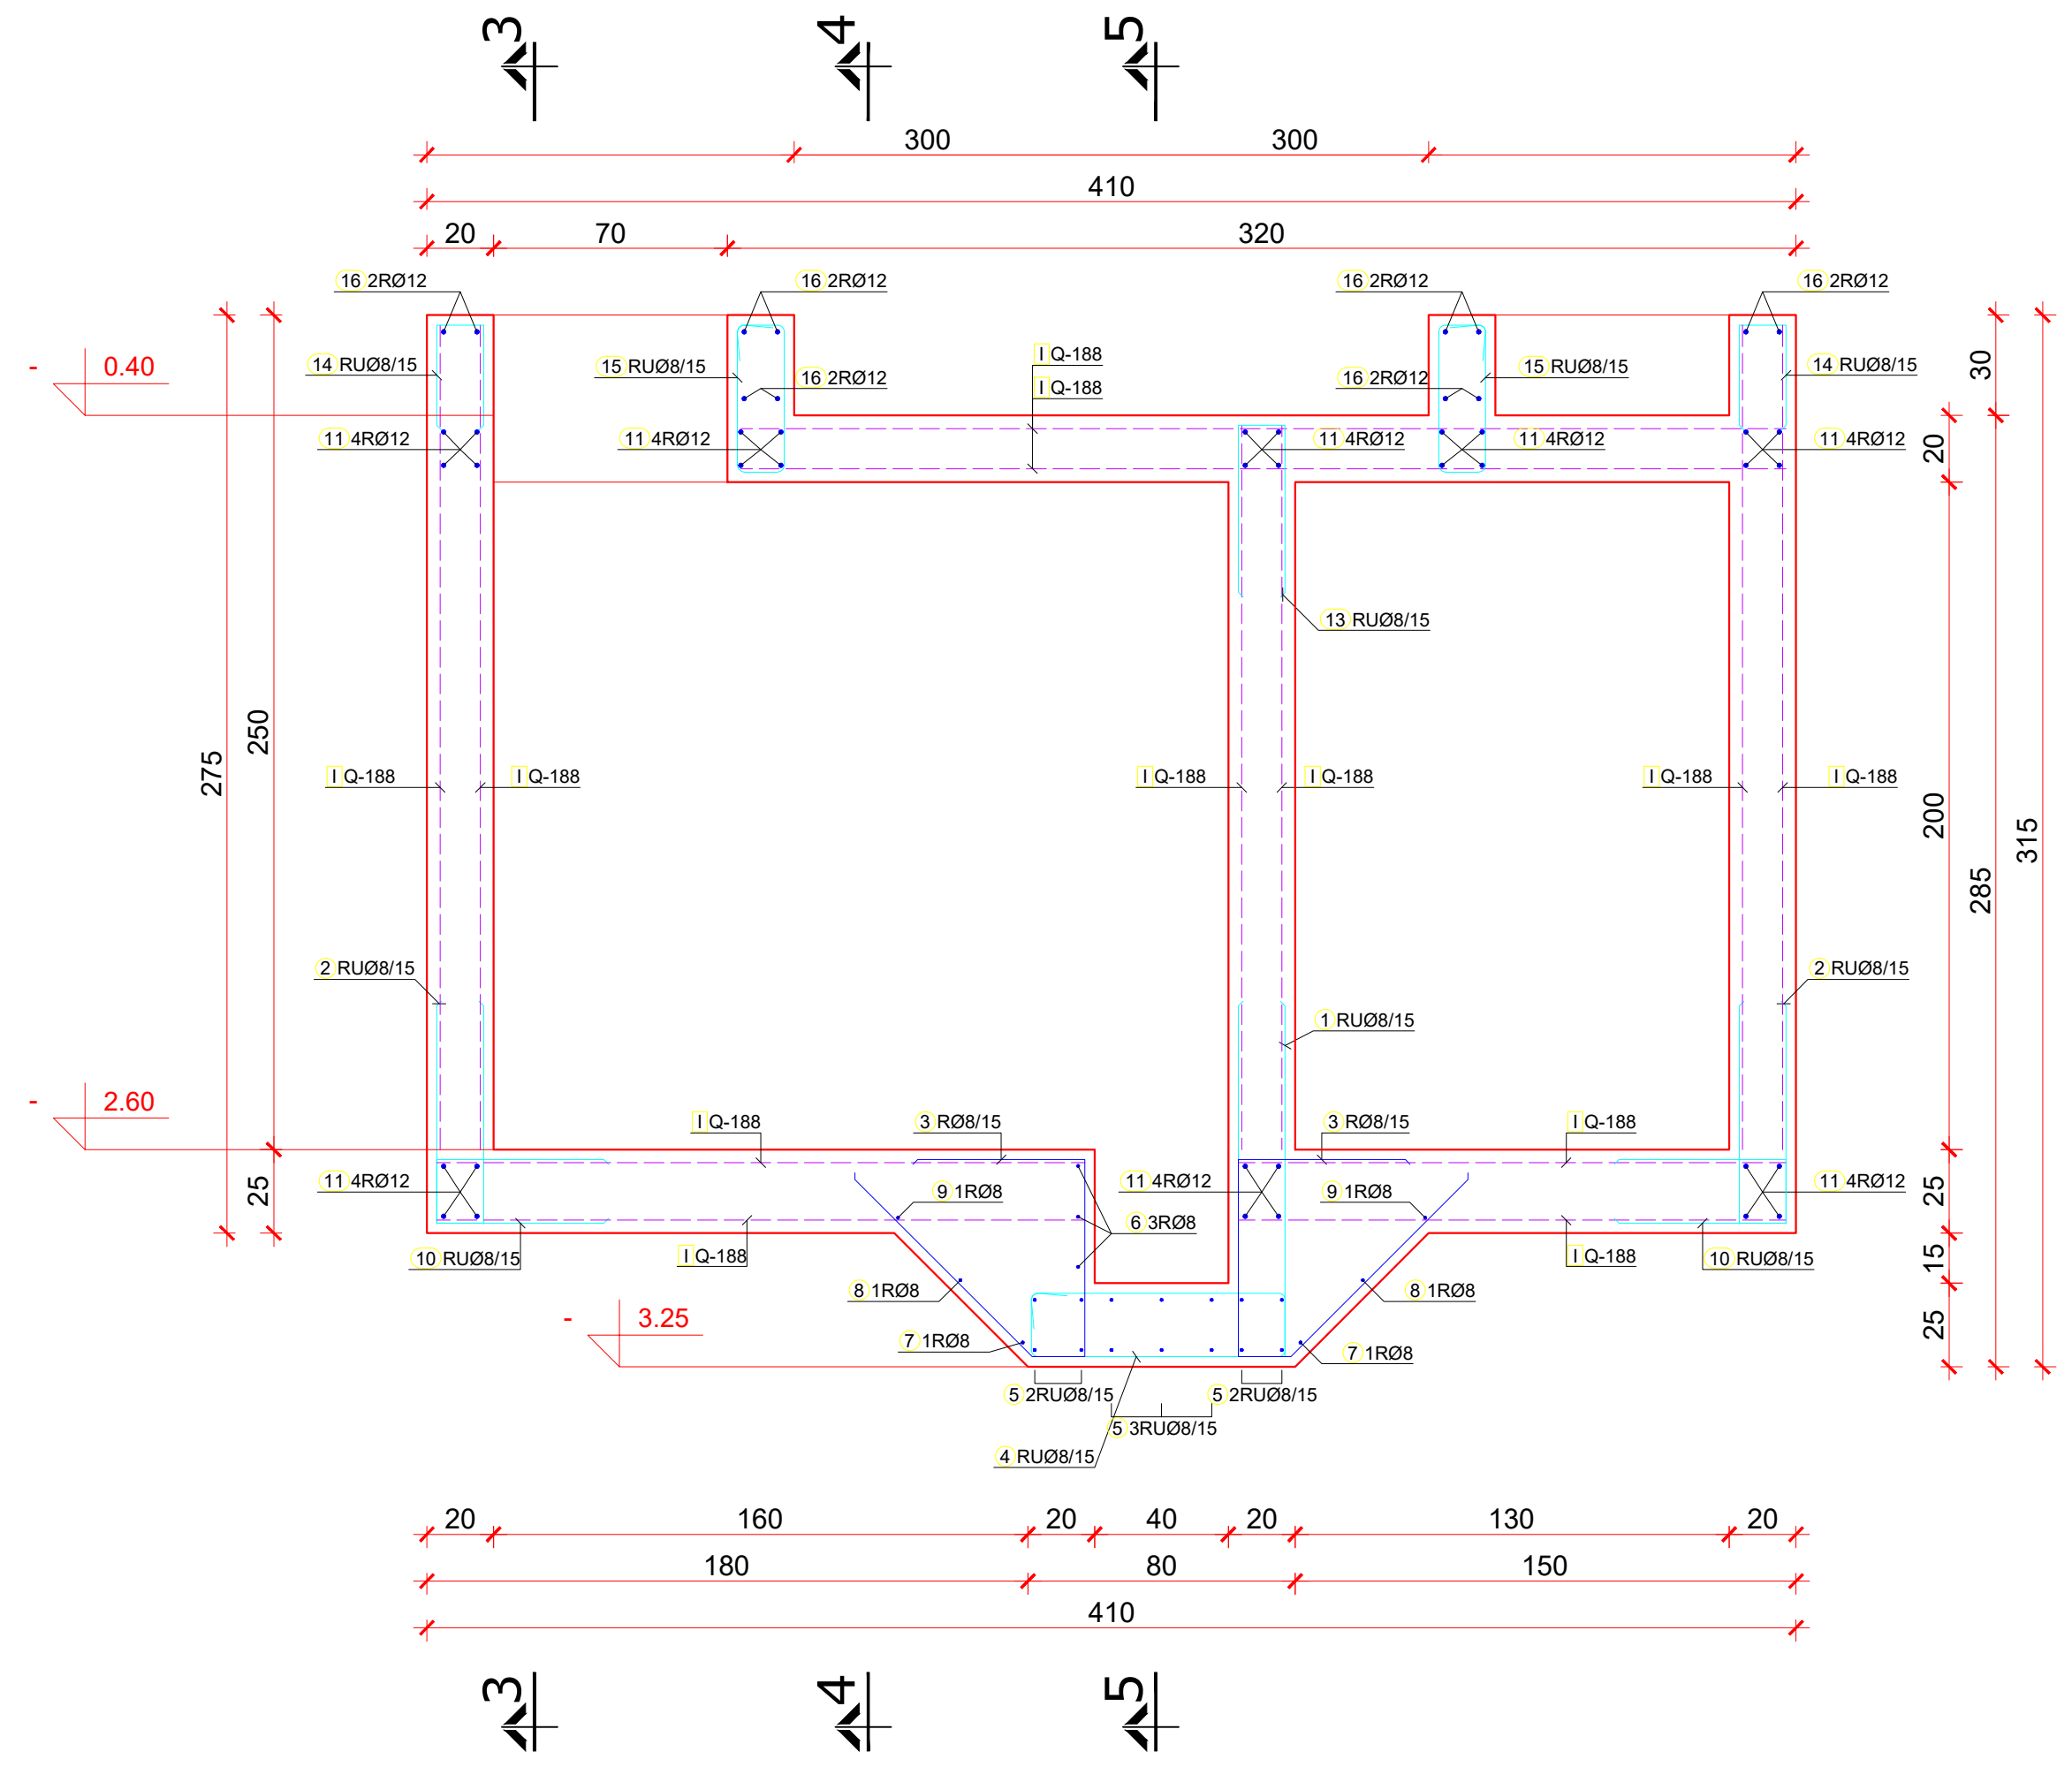 3
4
5
300
300
410
20
70
320
16 2RØ12
16 2RØ12
16 2RØ12
16 2RØ12
- 0.40
14 RUØ8/15
15 RUØ8/15
16 2RØ12
I Q-188
I Q-188
16 2RØ12
15 RUØ8/15
14 RUØ8/15
30
11 4RØ12
11 4RØ12
11 4RØ12
11 4RØ12
11 4RØ12
20
13 RUØ8/15
275
250
I Q-188
I Q-188
I Q-188
I Q-188
I Q-188
I Q-188
200
315
285
2 RUØ8/15
2 RUØ8/15
1 RUØ8/15
- 2.60
I Q-188
3 RØ8/15
3 RØ8/15
I Q-188
25
11 4RØ12
9 1RØ8
11 4RØ12
9 1RØ8
11 4RØ12
25
6 3RØ8
10 RUØ8/15
I Q-188
I Q-188
10 RUØ8/15
15
8 1RØ8
8 1RØ8
- 3.25
7 1RØ8
7 1RØ8
25
5 2RUØ8/15
5 2RUØ8/15
5 3RUØ8/15
4 RUØ8/15
20
160
20
40
20
130
20
180
80
150
410
3
4
5